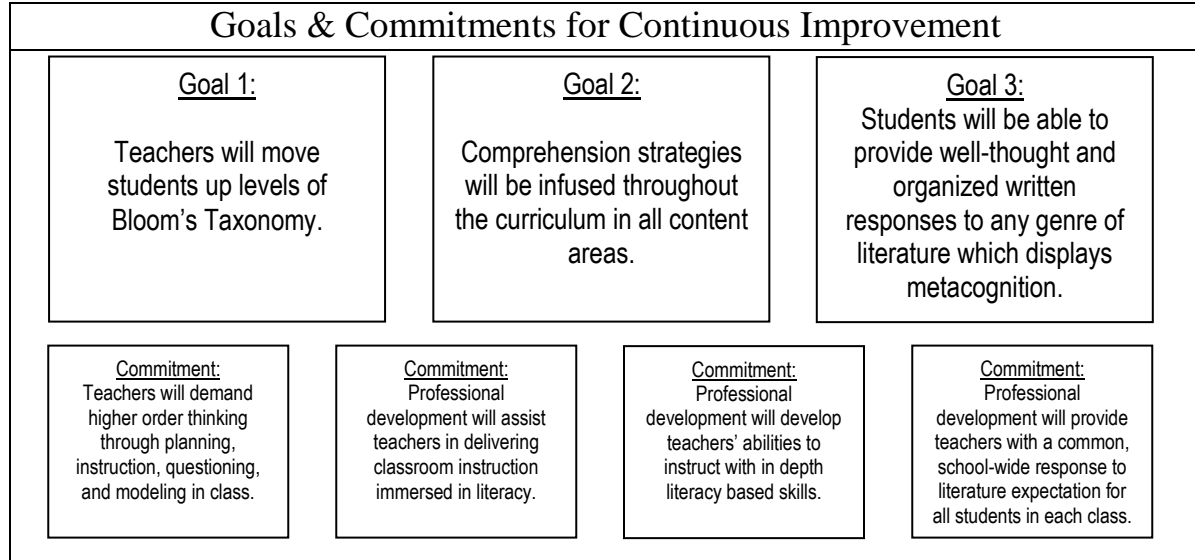 Goals & Commitments for Continuous Improvement
Goal 1:
Teachers will move
students up levels of
Bloom's Taxonomy.
Goal 2:
Comprehension strategies
will be infused throughout
the curriculum in all content
areas.
Goal 3:
Students will be able to
provide well-thought and
organized written
responses to any genre of
literature which displays
metacognition.
Commitment:
Teachers will demand
higher order thinking
through planning,
instruction, questioning,
and modeling in class.
Commitment:
Professional
development will assist
teachers in delivering
classroom instruction
immersed in literacy.
Commitment:
Professional
development will develop
teachers' abilities to
instruct with in depth
literacy based skills.
Commitment:
Professional
development will provide
teachers with a common,
school-wide response to
literature expectation for
all students in each class.